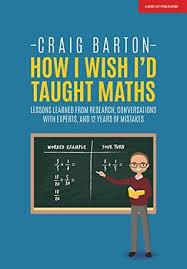 A JOHN CATT PUBLICATION
–CRAIG BARTON–
HOW I WISH I'D
TAUGHT MATHS
LESSONS LEARNED FROM RESEARCH, CONVERSATIONS
WITH EXPERTS, AND 12 YEARS OF MISTAKES
WORKED EXAMPLE
YOUR TURN